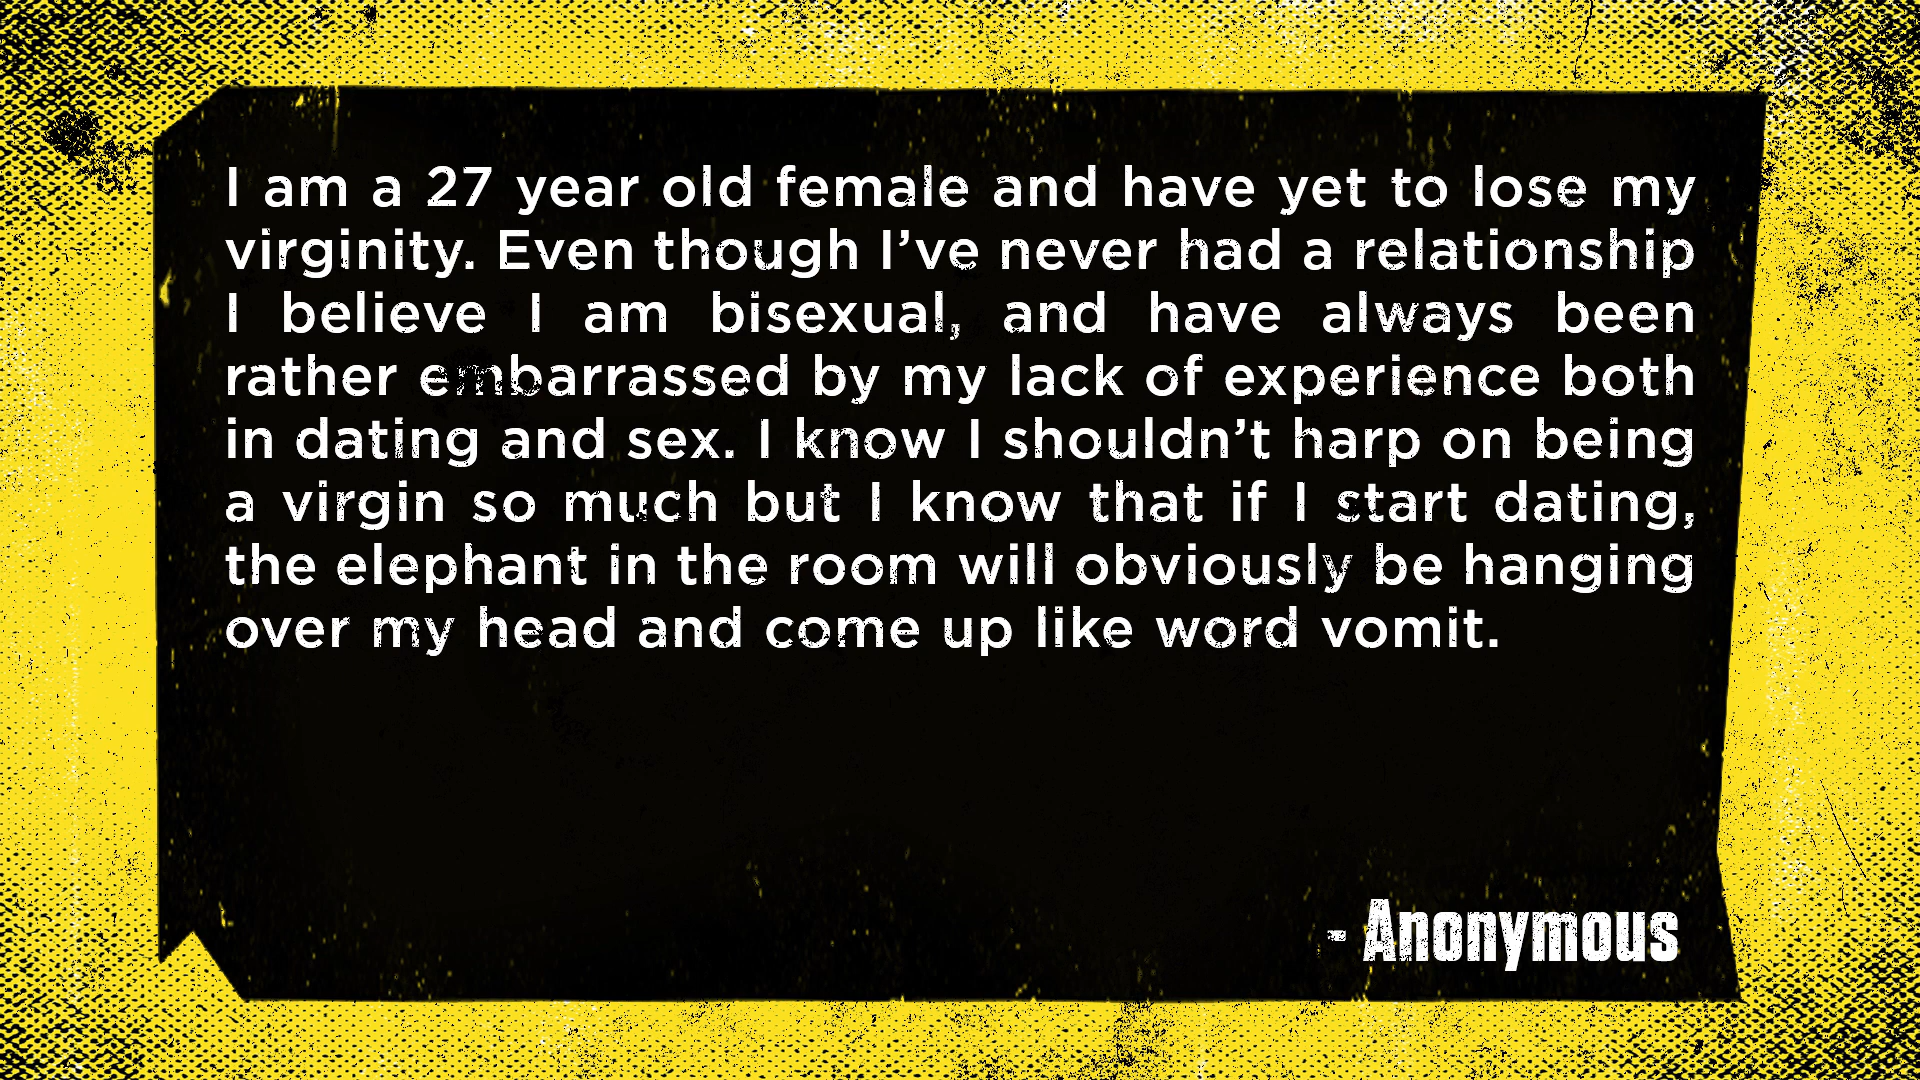 I am a 27 year old female and have yet to lose my
virginity. Even though I’ve never had a relationship
I believe I am bisexual, and have always been
rather embarrassed by my lack of experience both
in dating and sex. I know I shouldn’t harp on being
a virgin so much but I know that if I start dating,
the elephant in the room will obviously be hanging
over my head and come up like word vomit.
- Anonymous